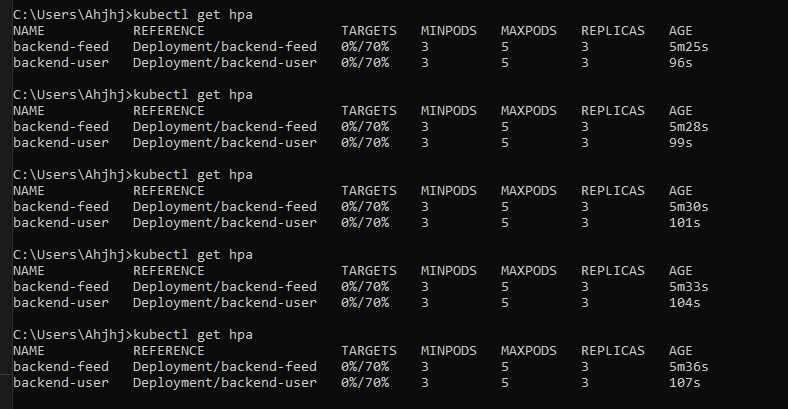 C:\Users\Ahjhj>kubectl get hpa
NAME REFERENCE TARGETS MINPODS MAXPODS REPLICAS AGE
backend-feed Deployment/backend-feed 0%/70% 3 5 3 5m25s
backend-user Deployment/backend-user 0%/70% 3 5 3 96s
C:\Users\Ahjhj>kubectl get hpa
NAME REFERENCE TARGETS MINPODS MAXPODS REPLICAS AGE
backend-feed Deployment/backend-feed 0%/70% 3 5 3 5m28s
backend-user Deployment/backend-user 0%/70% 3 5 3 99s
C:\Users\Ahjhj>kubectl get hpa
NAME REFERENCE TARGETS MINPODS MAXPODS REPLICAS AGE
backend-feed Deployment/backend-feed 0%/70% 3 5 3 5m30s
backend-user Deployment/backend-user 0%/70% 3 5 3 101s
C:\Users\Ahjhj>kubectl get hpa
NAME REFERENCE TARGETS MINPODS MAXPODS REPLICAS AGE
backend-feed Deployment/backend-feed 0%/70% 3 5 3 5m33s
backend-user Deployment/backend-user 0%/70% 3 5 3 104s
C:\Users\Ahjhj>kubectl get hpa
NAME REFERENCE TARGETS MINPODS MAXPODS REPLICAS AGE
backend-feed Deployment/backend-feed 0%/70% 3 5 3 5m36s
backend-user Deployment/backend-user 0%/70% 3 5 3 107s